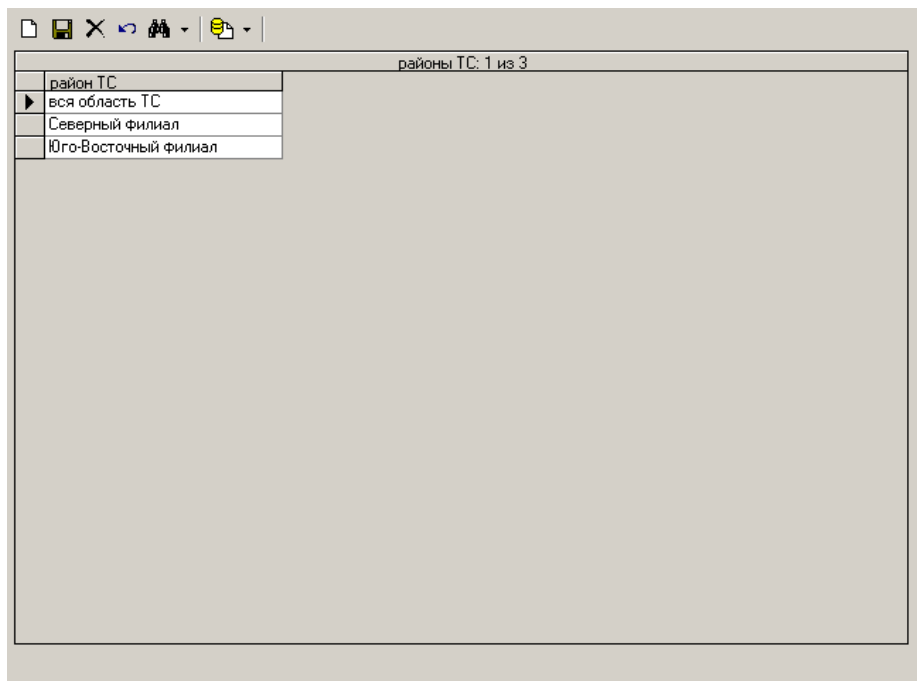 районы ТС: 1 из 3
район ТС
вся область ТС
Северный филиал
Юго-Восточный филиал